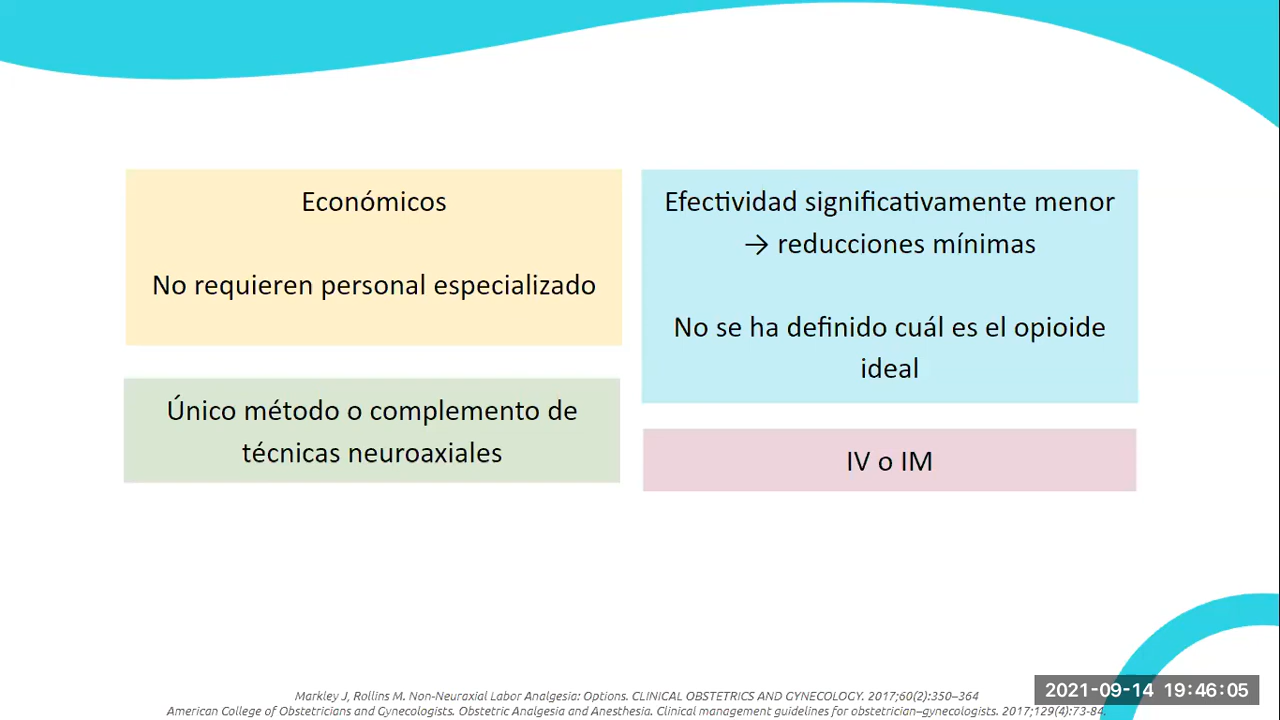 Económicos
No requieren personal especializado
Único método o complemento de
técnicas neuroaxiales
Efectividad significativamente menor
→ reducciones mínimas
No se ha definido cuál es el opioide
ideal
IV o IM
Markley J, Rollins M. Non-Neuraxial Labor Analgesia: Options. CLINICAL OBSTETRICS AND GYNECOLOGY. 2017;60(2):350–364
American College of Obstetricians and Gynecologists. Obstetric Analgesia and Anesthesia. Clinical management guidelines for obstetrician–gynecologists. 2017;129(4):73-84.
2021-09-14 19:46:05